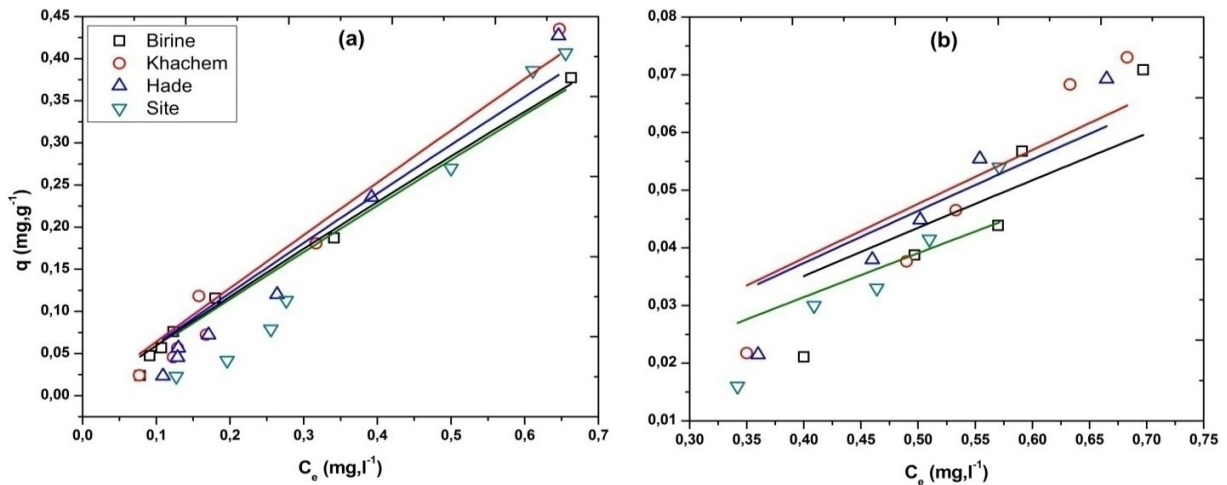 (a)
Birine
Khachem
Hade
Site
0,45
0,40
0,35
0,30
0,25
0,20
0,15
0,10
0,05
0,00
q (mg,g⁻¹)
0,0 0,1 0,2 0,3 0,4 0,5 0,6 0,7
Cₑ (mg,l⁻¹)
(b)
0,08
0,07
0,06
0,05
0,04
0,03
0,02
0,01
0,30 0,35 0,40 0,45 0,50 0,55 0,60 0,65 0,70 0,75
Cₑ (mg,l⁻¹)